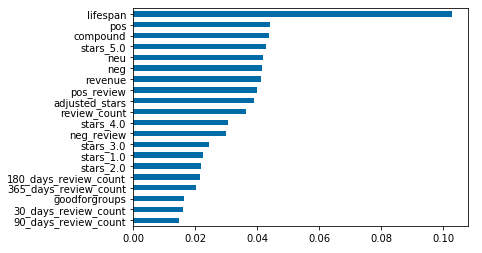 lifespan
pos
compound
stars_5.0
neu
neg
revenue
pos_review
adjusted_stars
review_count
stars_4.0
neg_review
stars_3.0
stars_1.0
stars_2.0
180_days_review_count
365_days_review_count
goodforgroups
30_days_review_count
90_days_review_count
0.00 0.02 0.04 0.06 0.08 0.10